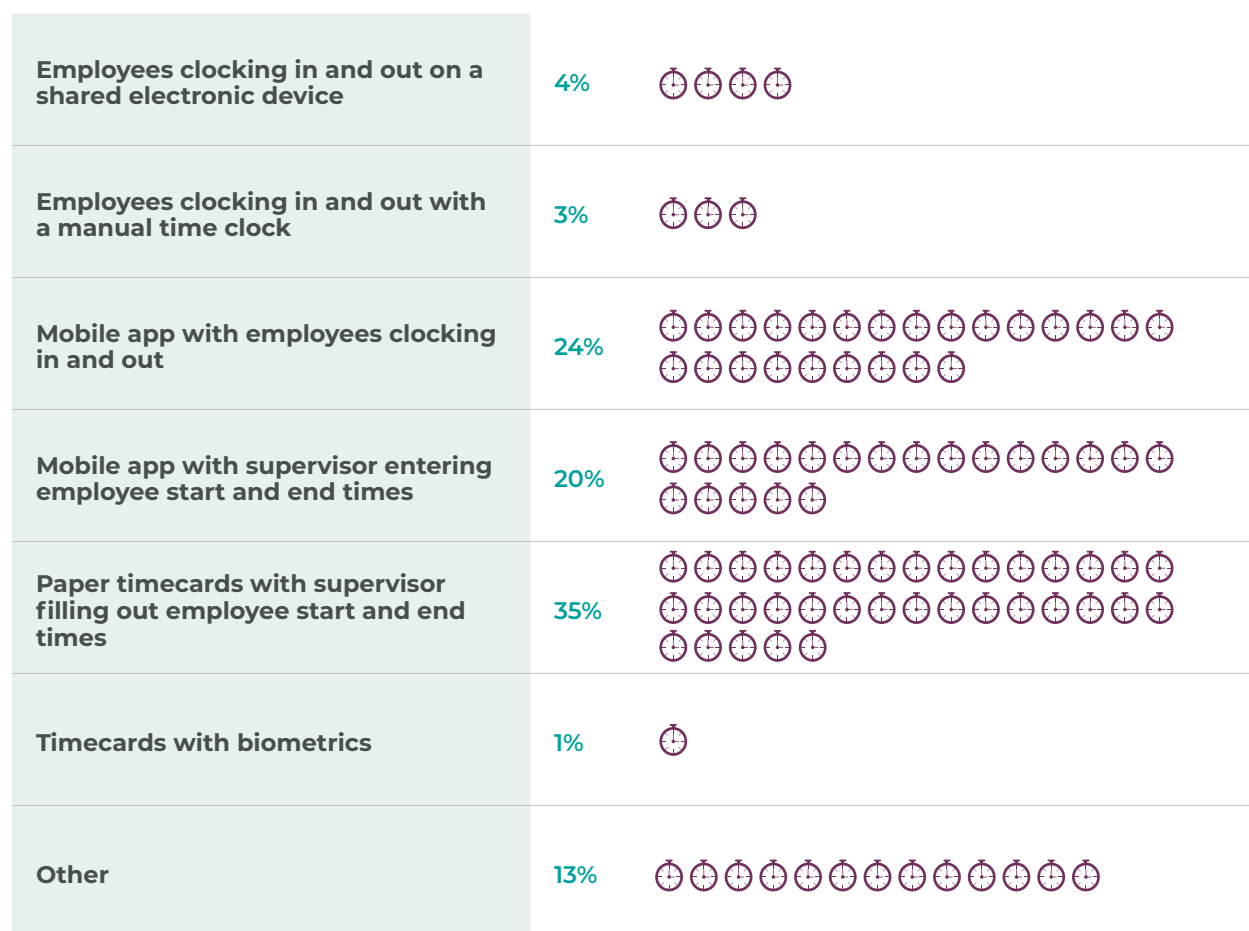 Employees clocking in and out on a
shared electronic device
4%
Employees clocking in and out with
a manual time clock
3%
Mobile app with employees clocking
in and out
24%
Mobile app with supervisor entering
employee start and end times
20%
Paper timecards with supervisor
filling out employee start and end
times
35%
Timecards with biometrics
1%
Other
13%